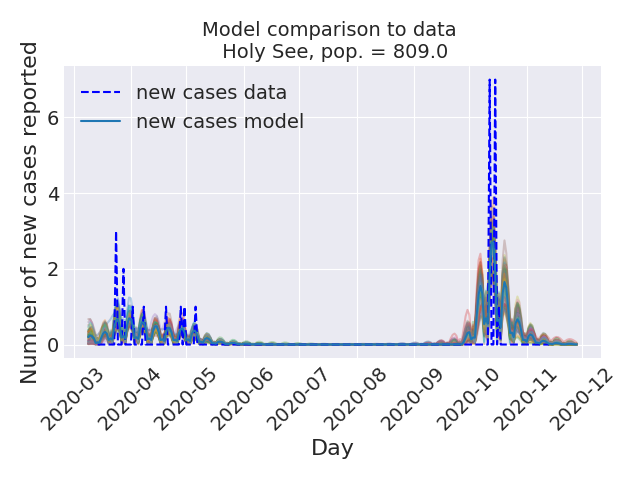 Model comparison to data
Holy See, pop. = 809.0
new cases data
new cases model
Number of new cases reported
6
4
2
0
2020-03
2020-04
2020-05
2020-06
2020-07
2020-08
2020-09
2020-10
2020-11
2020-12
Day